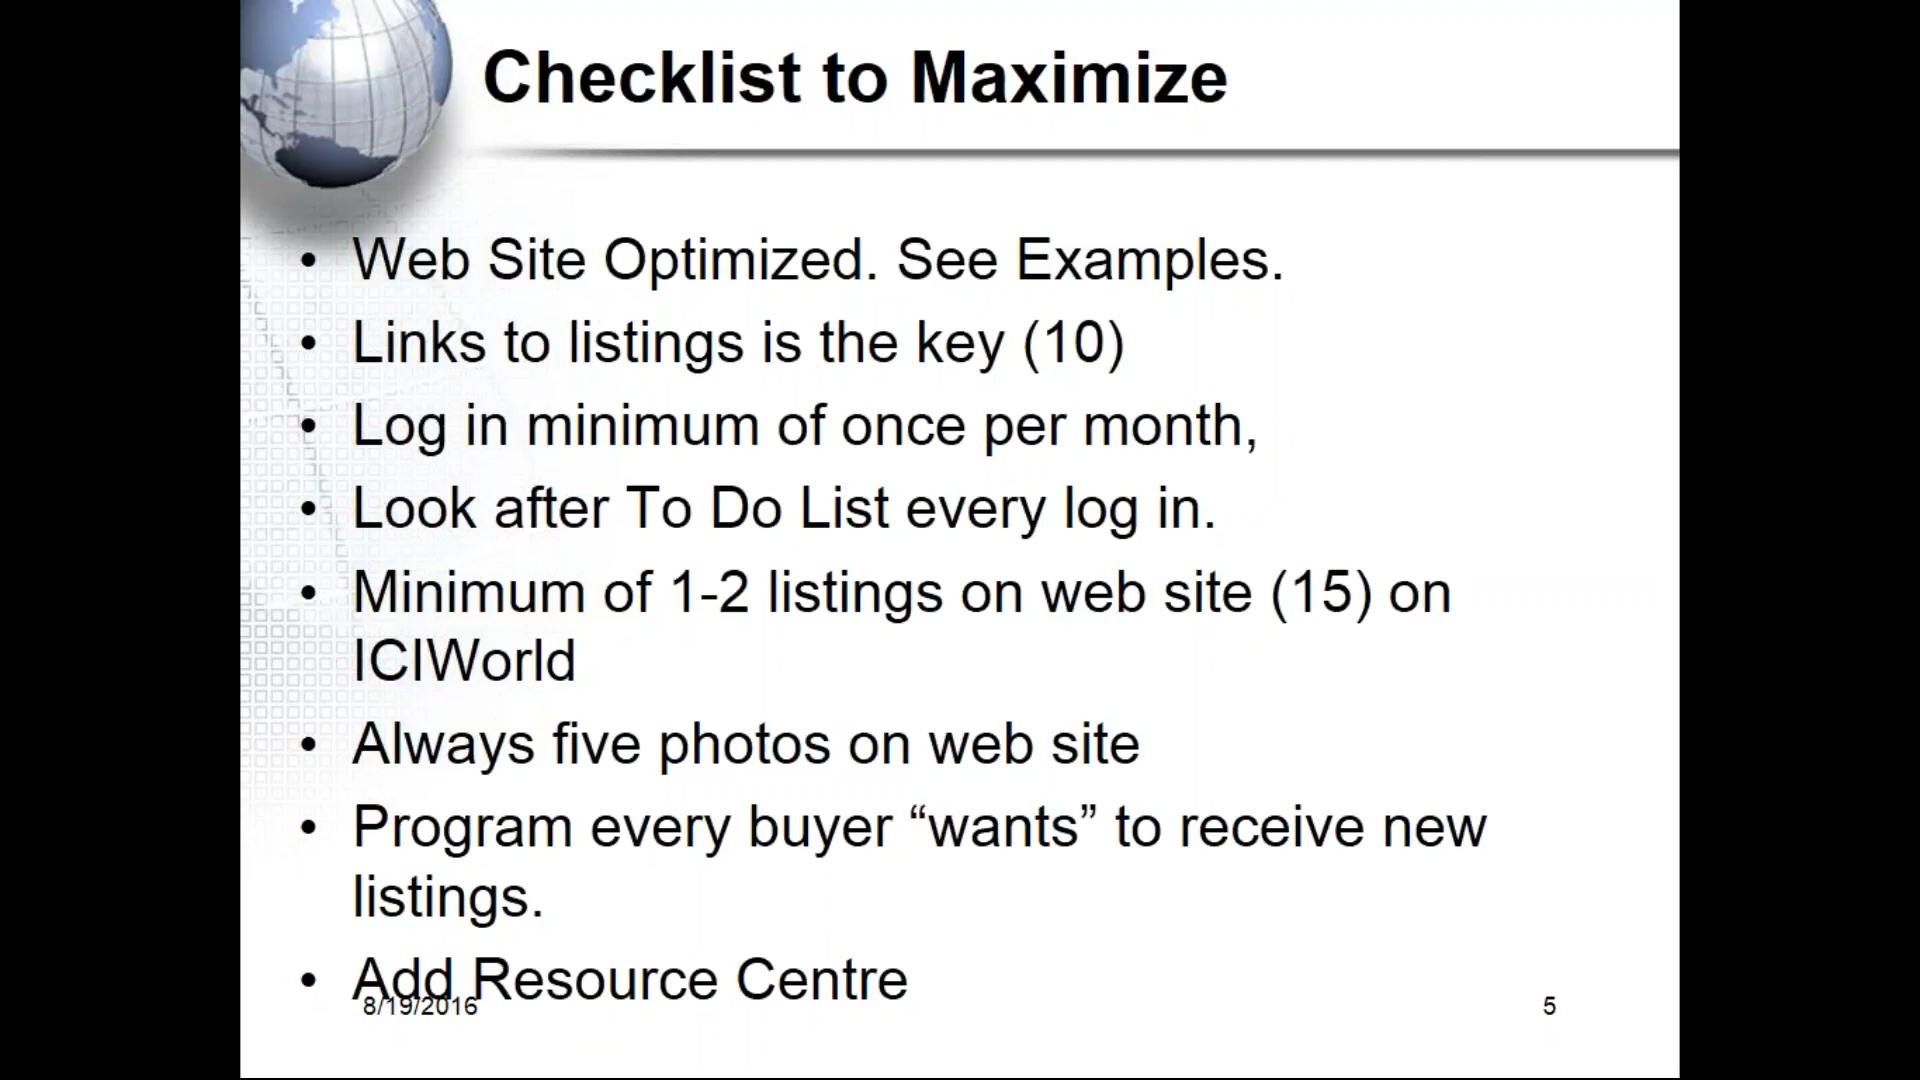 Checklist to Maximize
• Web Site Optimized. See Examples.
• Links to listings is the key (10)
• Log in minimum of once per month,
• Look after To Do List every log in.
• Minimum of 1-2 listings on web site (15) on
ICIWorld
• Always five photos on web site
• Program every buyer “wants” to receive new
listings.
• Add Resource Centre
8/19/2016
5